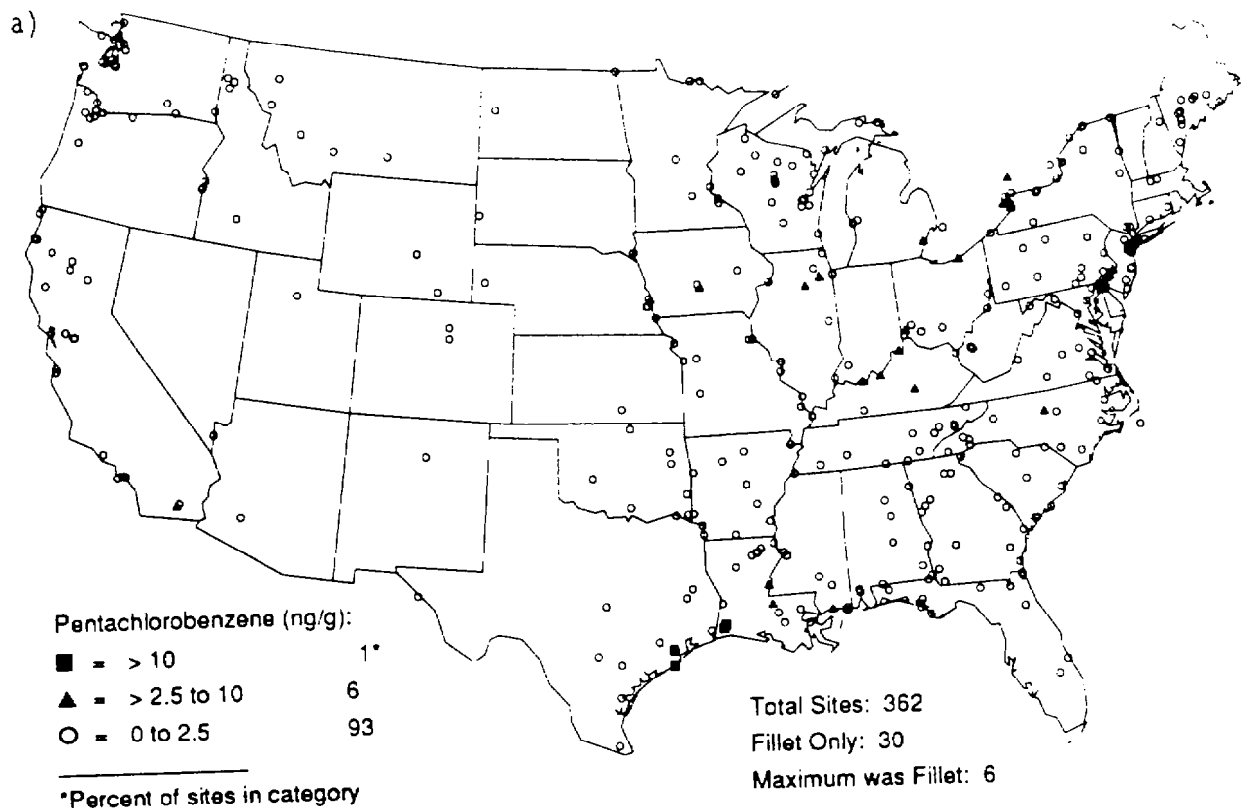 a)
Pentachlorobenzene (ng/g):
■ = > 10 1*
▲ = > 2.5 to 10 6
○ = 0 to 2.5 93
*Percent of sites in category
Total Sites: 362
Fillet Only: 30
Maximum was Fillet: 6